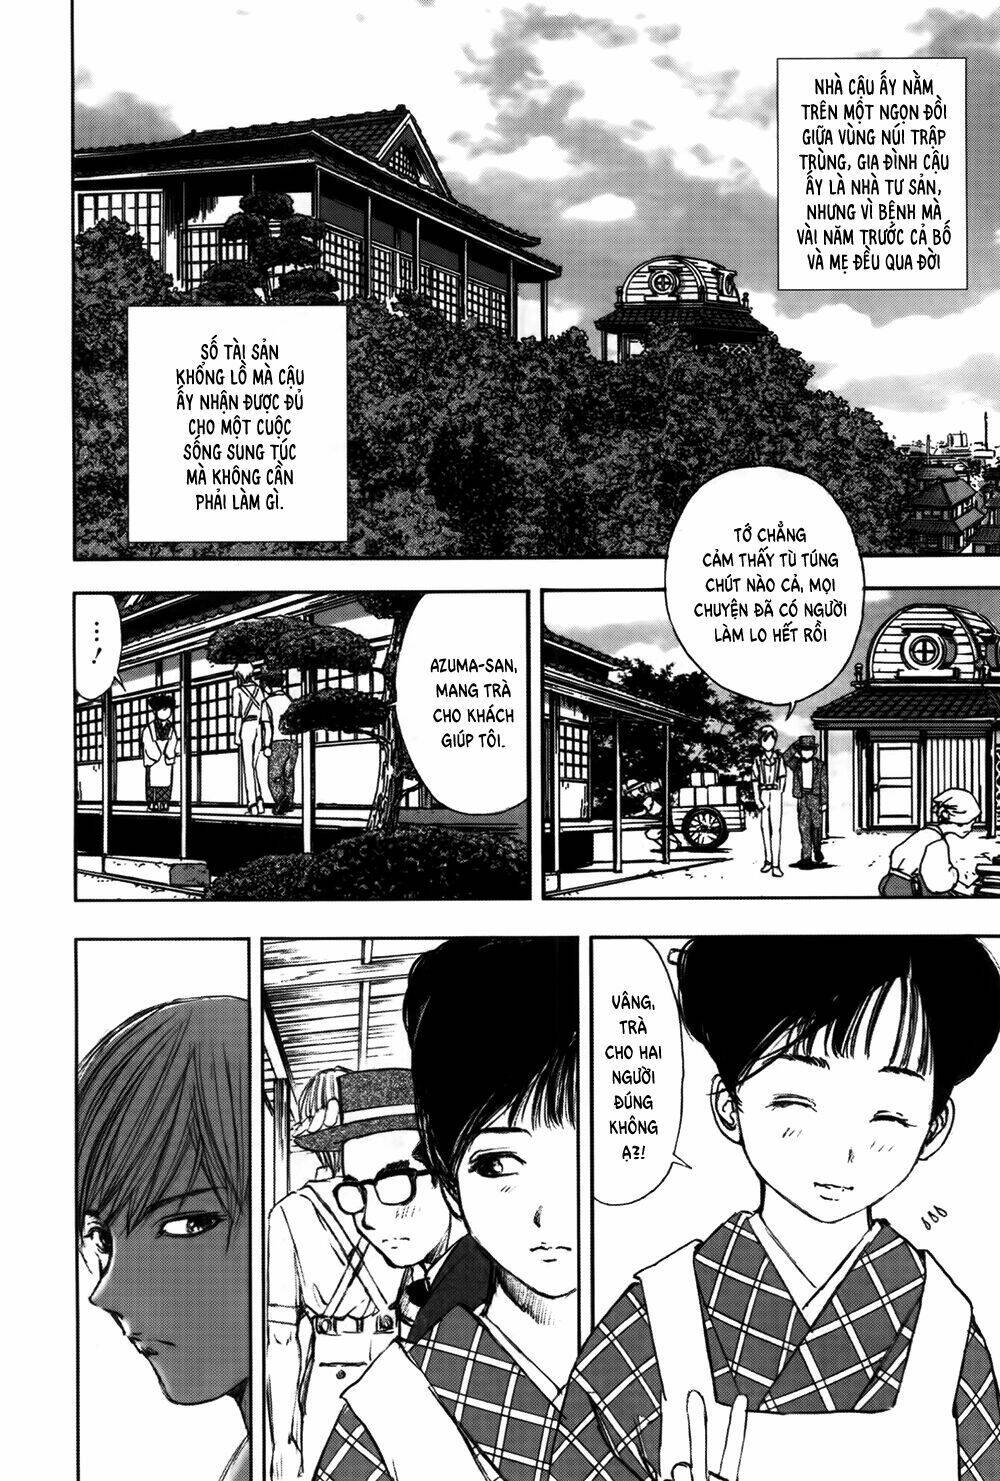 NHÀ CẬU ẤY NẰM
TRÊN MỘT NGỌN ĐỒI
GIỮA VÙNG NÚI TRẬP
TRÙNG, GIA ĐÌNH CẬU
ẤY LÀ NHÀ TƯ SẢN,
NHƯNG VÌ BỆNH MÀ
VÀI NĂM TRƯỚC CẢ BỐ
VÀ MẸ ĐỀU QUA ĐỜI
SỐ TÀI SẢN
KHỔNG LỒ MÀ CẬU
ẤY NHẬN ĐƯỢC ĐỦ
CHO MỘT CUỘC
SỐNG SUNG TÚC
MÀ KHÔNG CẦN
PHẢI LÀM GÌ.
TỚ CHẲNG
CẢM THẤY TÙ TÚNG
CHÚT NÀO CẢ, MỌI
CHUYỆN ĐÃ CÓ NGƯỜI
LÀM LO HẾT RỒI
AZUMA-SAN,
MANG TRÀ
CHO KHÁCH
GIÚP TÔI.
...!
VÂNG,
TRÀ
CHO HAI
NGƯỜI
ĐÚNG
KHÔNG
Ạ?!